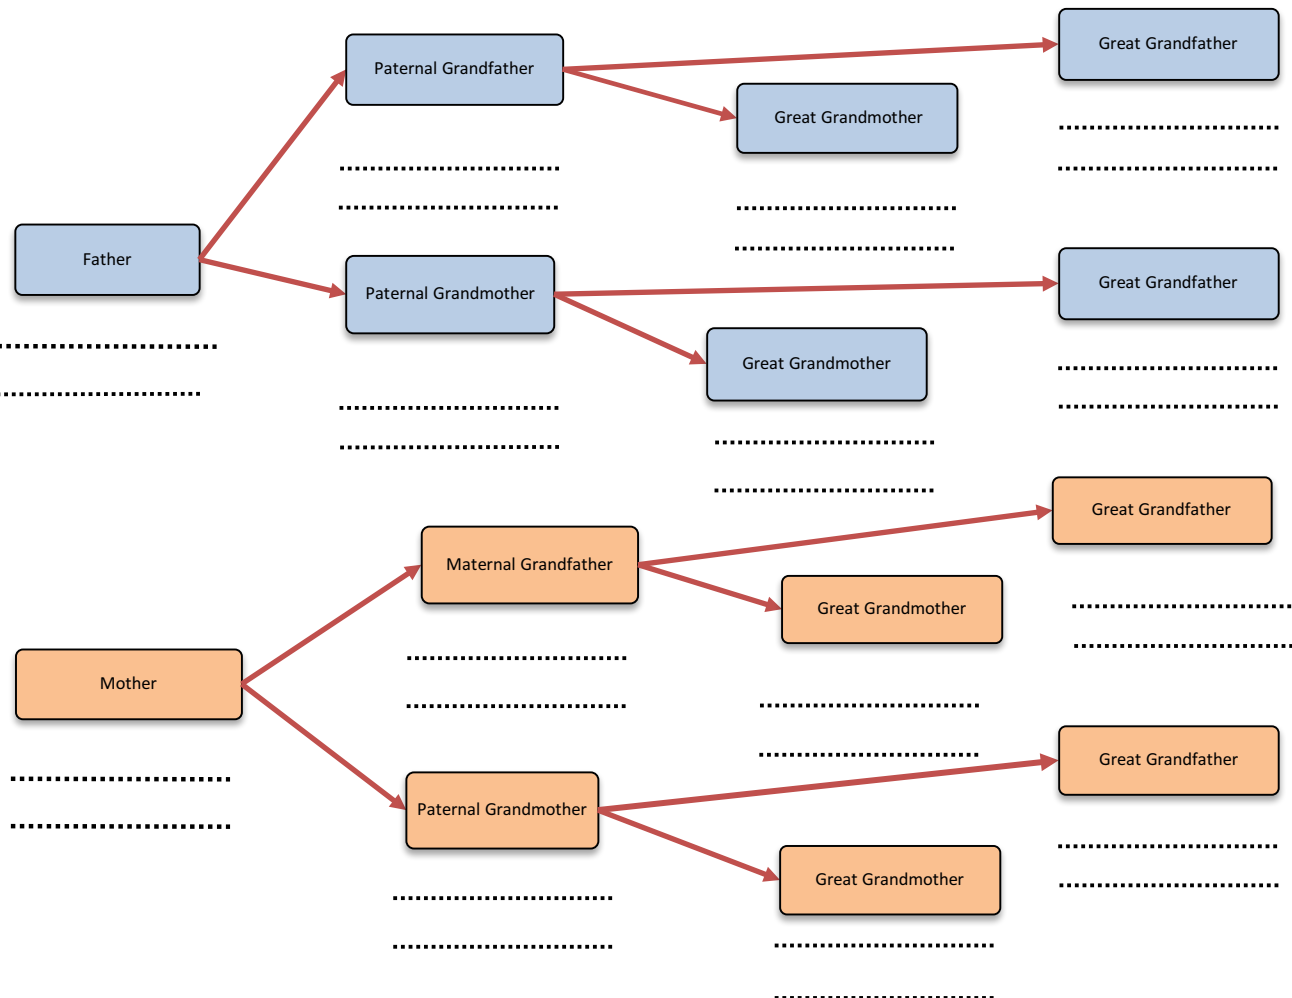 Great Grandfather
Paternal Grandfather
Great Grandmother
Father
Paternal Grandmother
Great Grandfather
Great Grandmother
Great Grandfather
Maternal Grandfather
Great Grandmother
Mother
Great Grandfather
Paternal Grandmother
Great Grandmother